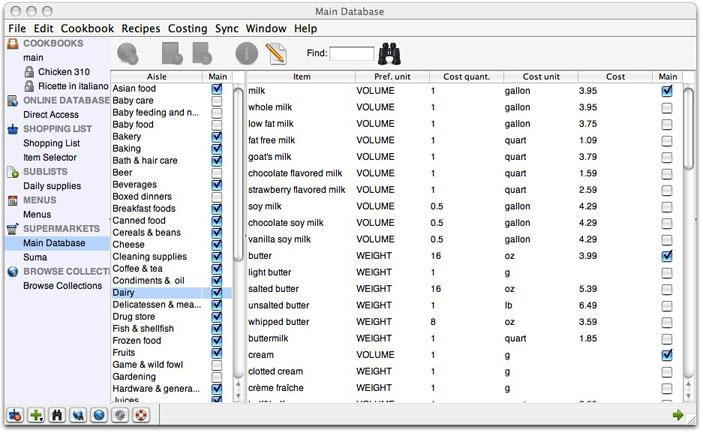 Main Database
File Edit Cookbook Recipes Costing Sync Window Help
Find:
COOKBOOKS
main
Chicken 310
Ricette in italiano
ONLINE DATABASE
Direct Access
SHOPPING LIST
Shopping List
Item Selector
SUBLISTS
Daily supplies
MENUS
Menus
SUPERMARKETS
Main Database
Suma
BROWSE COLLECTI
Browse Collections
Aisle Main
Asian food
Baby care
Baby feeding and n...
Baby food
Bakery
Baking
Bath & hair care
Beer
Beverages
Boxed dinners
Breakfast foods
Canned food
Cereals & beans
Cheese
Cleaning supplies
Coffee & tea
Condiments & oil
Dairy
Delicatessen & mea...
Drug store
Fish & shellfish
Frozen food
Fruits
Game & wild fowl
Gardening
Hardware & genera...
Juices
Item Pref. unit Cost quant. Cost unit Cost Main
milk VOLUME 1 gallon 3.95
whole milk VOLUME 1 gallon 3.95
low fat milk VOLUME 1 gallon 3.75
fat free milk VOLUME 1 quart 1.09
goat's milk VOLUME 1 quart 3.79
chocolate flavored milk VOLUME 1 quart 1.59
strawberry flavored milk VOLUME 1 quart 2.59
soy milk VOLUME 0.5 gallon 4.29
chocolate soy milk VOLUME 0.5 gallon 4.29
vanilla soy milk VOLUME 0.5 gallon 4.29
butter WEIGHT 16 oz 3.99
light butter WEIGHT 1 g
salted butter WEIGHT 16 oz 5.39
unsalted butter WEIGHT 1 lb 6.49
whipped butter WEIGHT 8 oz 3.59
buttermilk WEIGHT 1 quart 1.85
cream VOLUME 1 g
clotted cream WEIGHT 1 g
crème fraîche WEIGHT 1 g